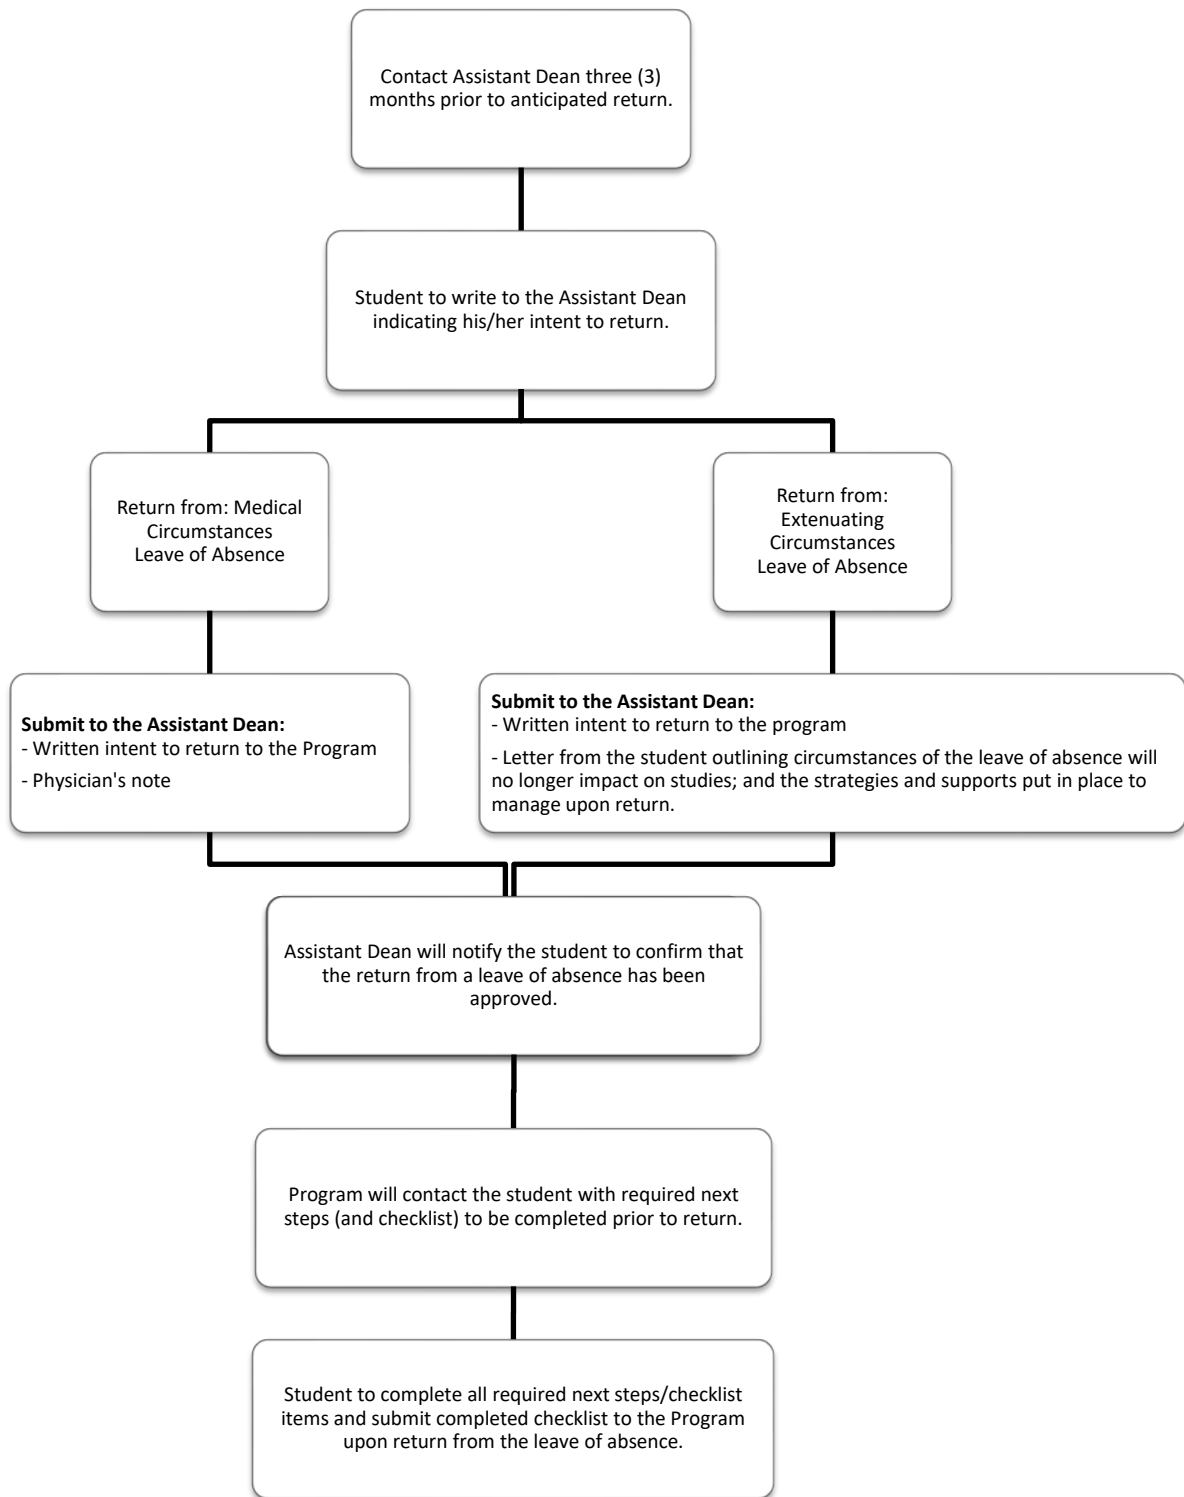 Contact Assistant Dean three (3)
months prior to anticipated return.
Student to write to the Assistant Dean
indicating his/her intent to return.
Return from: Medical
Circumstances
Leave of Absence
Return from:
Extenuating
Circumstances
Leave of Absence
Submit to the Assistant Dean:
- Written intent to return to the Program
- Physician's note
Submit to the Assistant Dean:
- Written intent to return to the program
- Letter from the student outlining circumstances of the leave of absence will
no longer impact on studies; and the strategies and supports put in place to
manage upon return.
Assistant Dean will notify the student to confirm that
the return from a leave of absence has been
approved.
Program will contact the student with required next
steps (and checklist) to be completed prior to return.
Student to complete all required next steps/checklist
items and submit completed checklist to the Program
upon return from the leave of absence.